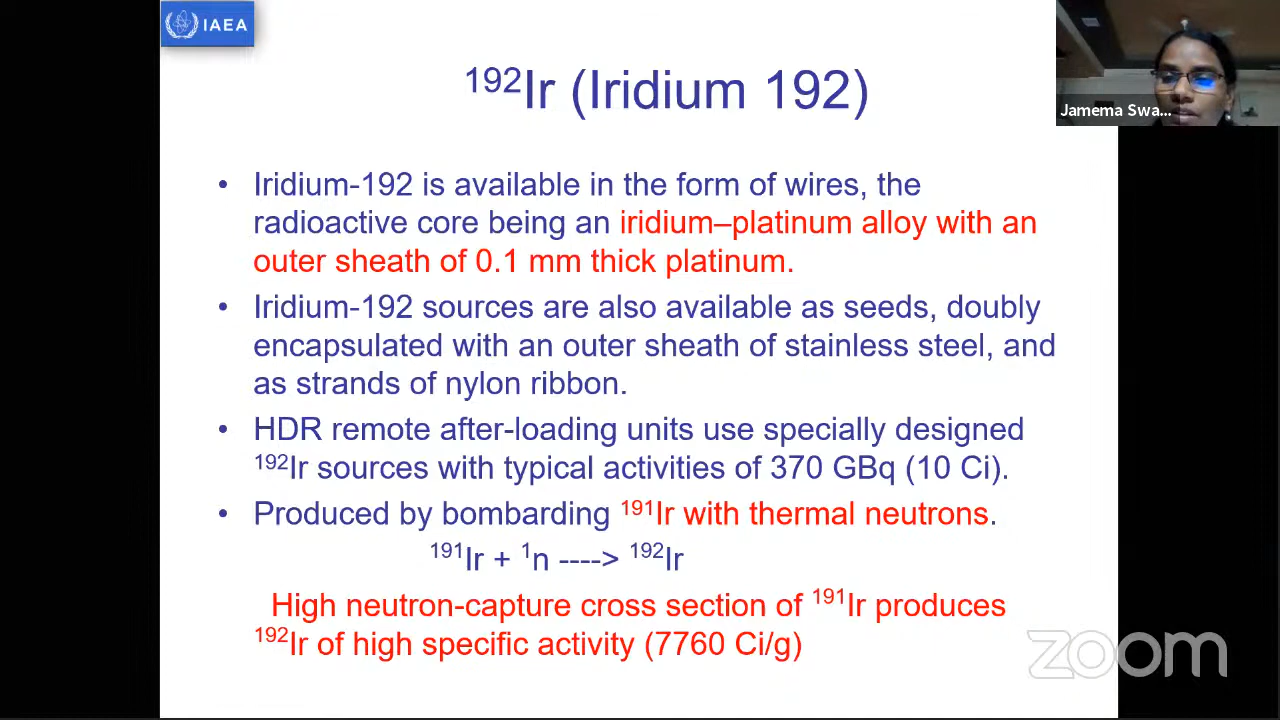 IAEA
¹⁹²Ir (Iridium 192)
Jamema Swa...
• Iridium-192 is available in the form of wires, the
radioactive core being an iridium–platinum alloy with an
outer sheath of 0.1 mm thick platinum.
• Iridium-192 sources are also available as seeds, doubly
encapsulated with an outer sheath of stainless steel, and
as strands of nylon ribbon.
• HDR remote after-loading units use specially designed
¹⁹²Ir sources with typical activities of 370 GBq (10 Ci).
• Produced by bombarding ¹⁹¹Ir with thermal neutrons.
¹⁹¹Ir + ¹n ----> ¹⁹²Ir
High neutron-capture cross section of ¹⁹¹Ir produces
¹⁹²Ir of high specific activity (7760 Ci/g)
zoom